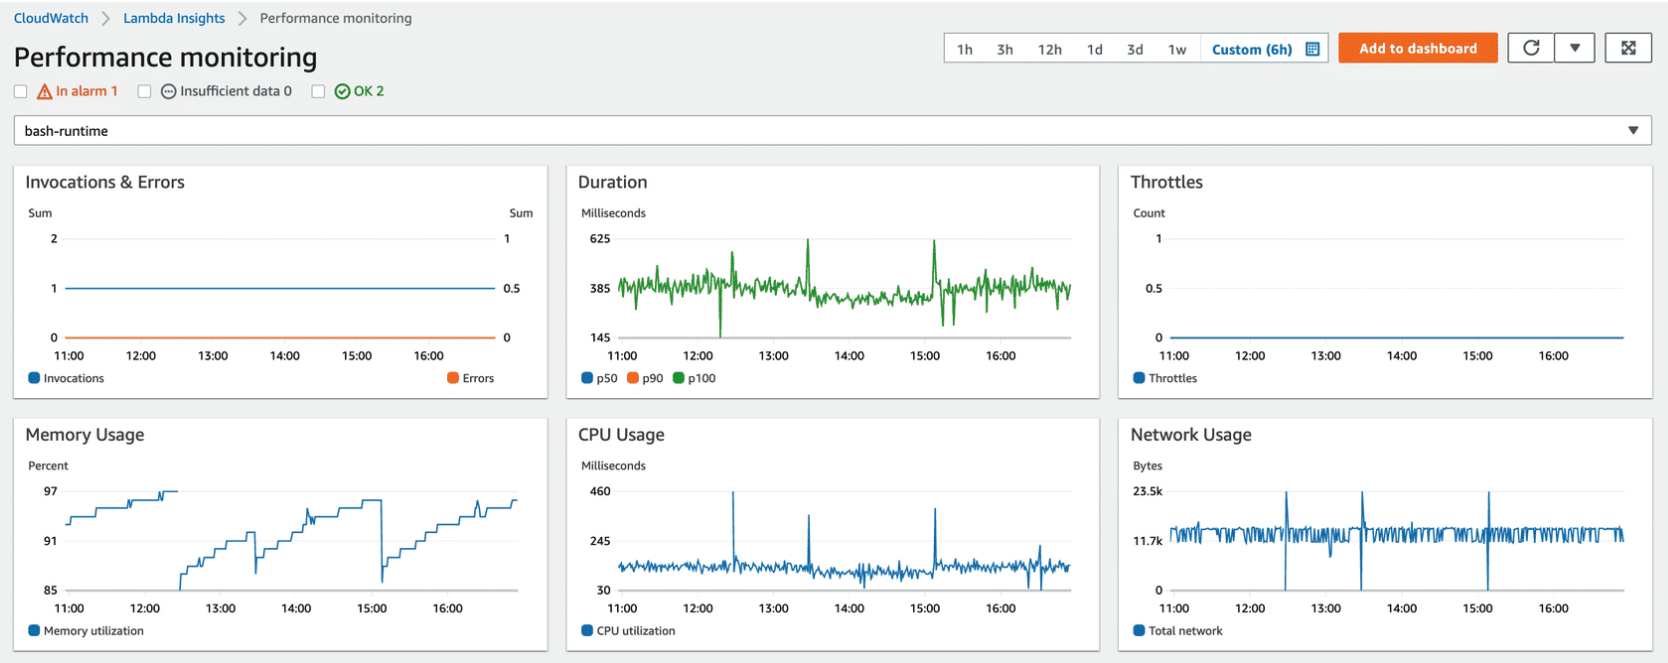 CloudWatch > Lambda Insights > Performance monitoring
Performance monitoring
1h 3h 12h 1d 3d 1w Custom (6h) Add to dashboard
In alarm 1 Insufficient data 0 OK 2
bash-runtime
Invocations & Errors
Sum Sum
2 1
1 0.5
0 0
11:00 12:00 13:00 14:00 15:00 16:00
Invocations Errors
Duration
Milliseconds
625
385
145
11:00 12:00 13:00 14:00 15:00 16:00
p50 p90 p100
Throttles
Count
1
0.5
0
11:00 12:00 13:00 14:00 15:00 16:00
Throttles
Memory Usage
Percent
97
91
85
11:00 12:00 13:00 14:00 15:00 16:00
Memory utilization
CPU Usage
Milliseconds
460
245
30
11:00 12:00 13:00 14:00 15:00 16:00
CPU utilization
Network Usage
Bytes
23.5k
11.7k
0
11:00 12:00 13:00 14:00 15:00 16:00
Total network